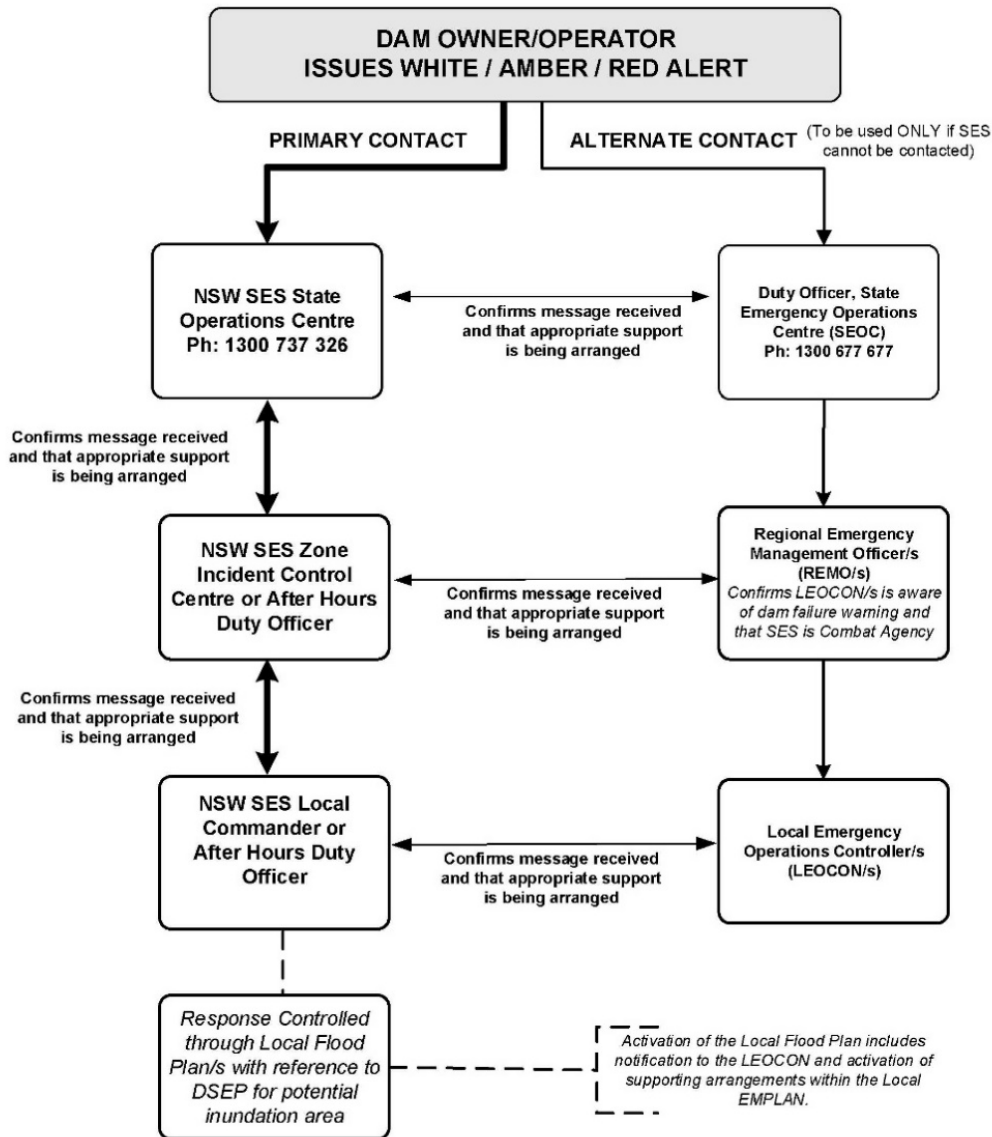 DAM OWNER/OPERATOR
ISSUES WHITE / AMBER / RED ALERT
PRIMARY CONTACT
ALTERNATE CONTACT
(To be used ONLY if SES
cannot be contacted)
NSW SES State
Operations Centre
Ph: 1300 737 326
Confirms message received
and that appropriate support
is being arranged
Duty Officer, State
Emergency Operations
Centre (SEOC)
Ph: 1300 677 677
Confirms message received
and that appropriate support
is being arranged
NSW SES Zone
Incident Control
Centre or After Hours
Duty Officer
Confirms message received
and that appropriate support
is being arranged
Regional Emergency
Management Officer/s
(REMO/s)
Confirms LEOCON/s is aware
of dam failure warning and
that SES is Combat Agency
Confirms message received
and that appropriate support
is being arranged
NSW SES Local
Commander or
After Hours Duty
Officer
Confirms message received
and that appropriate support
is being arranged
Local Emergency
Operations Controller/s
(LEOCON/s)
Response Controlled
through Local Flood
Plan/s with reference to
DSEP for potential
inundation area
Activation of the Local Flood Plan includes
notification to the LEOCON and activation of
supporting arrangements within the Local
EMPLAN.